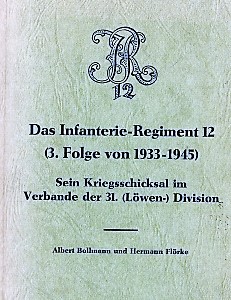 JR
12
Das Infanterie-Regiment 12
(3. Folge von 1933-1945)
Sein Kriegsschicksal im
Verbande der 31. (Löwen-) Division
Albert Bollmann und Hermann Flörke